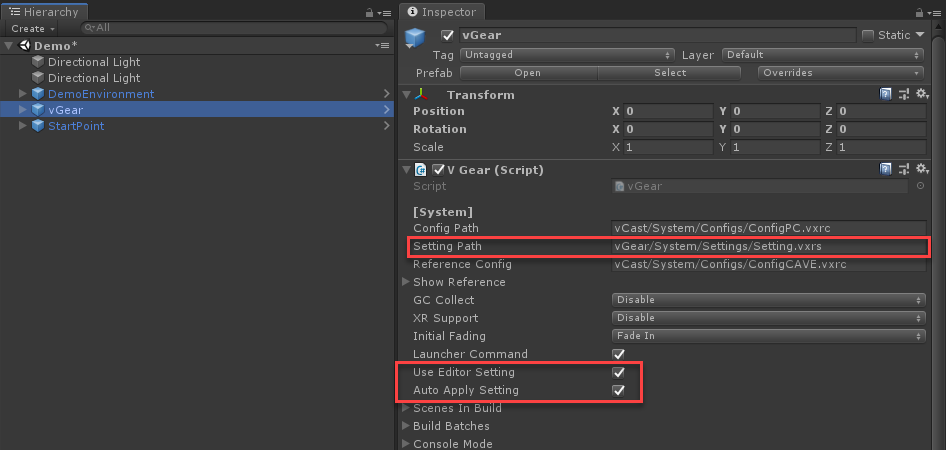 Hierarchy
Create
All
Demo*
Directional Light
Directional Light
DemoEnvironment
vGear
StartPoint
Inspector
vGear
Static
Tag Untagged Layer Default
Prefab Open Select Overrides
Transform
Position X 0 Y 0 Z 0
Rotation X 0 Y 0 Z 0
Scale X 1 Y 1 Z 1
V Gear (Script)
Script vGear
[System]
Config Path vCast/System/Configs/ConfigPC.vxrc
Setting Path vGear/System/Settings/Setting.vxrs
Reference Config vCast/System/Configs/ConfigCAVE.vxrc
Show Reference
GC Collect Disable
XR Support Disable
Initial Fading Fade In
Launcher Command
Use Editor Setting
Auto Apply Setting
Scenes In Build
Build Batches
Console Mode